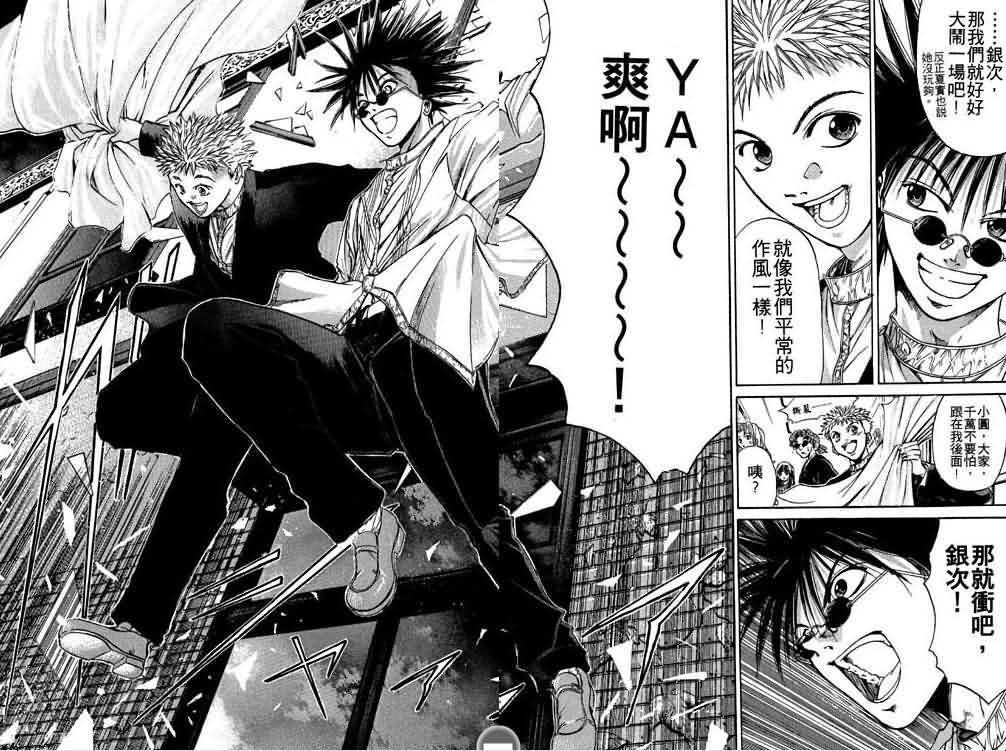 ……銀次，
那我們就好好
大鬧一場吧！
反正夏實也説
她沒玩夠。
就像我們平常的
作風一樣！
小圓，大家，
千萬不要怕，
跟在我後面！
咦？
那就衝吧，
銀次！
ＹＡ～～
爽啊～～～～～！